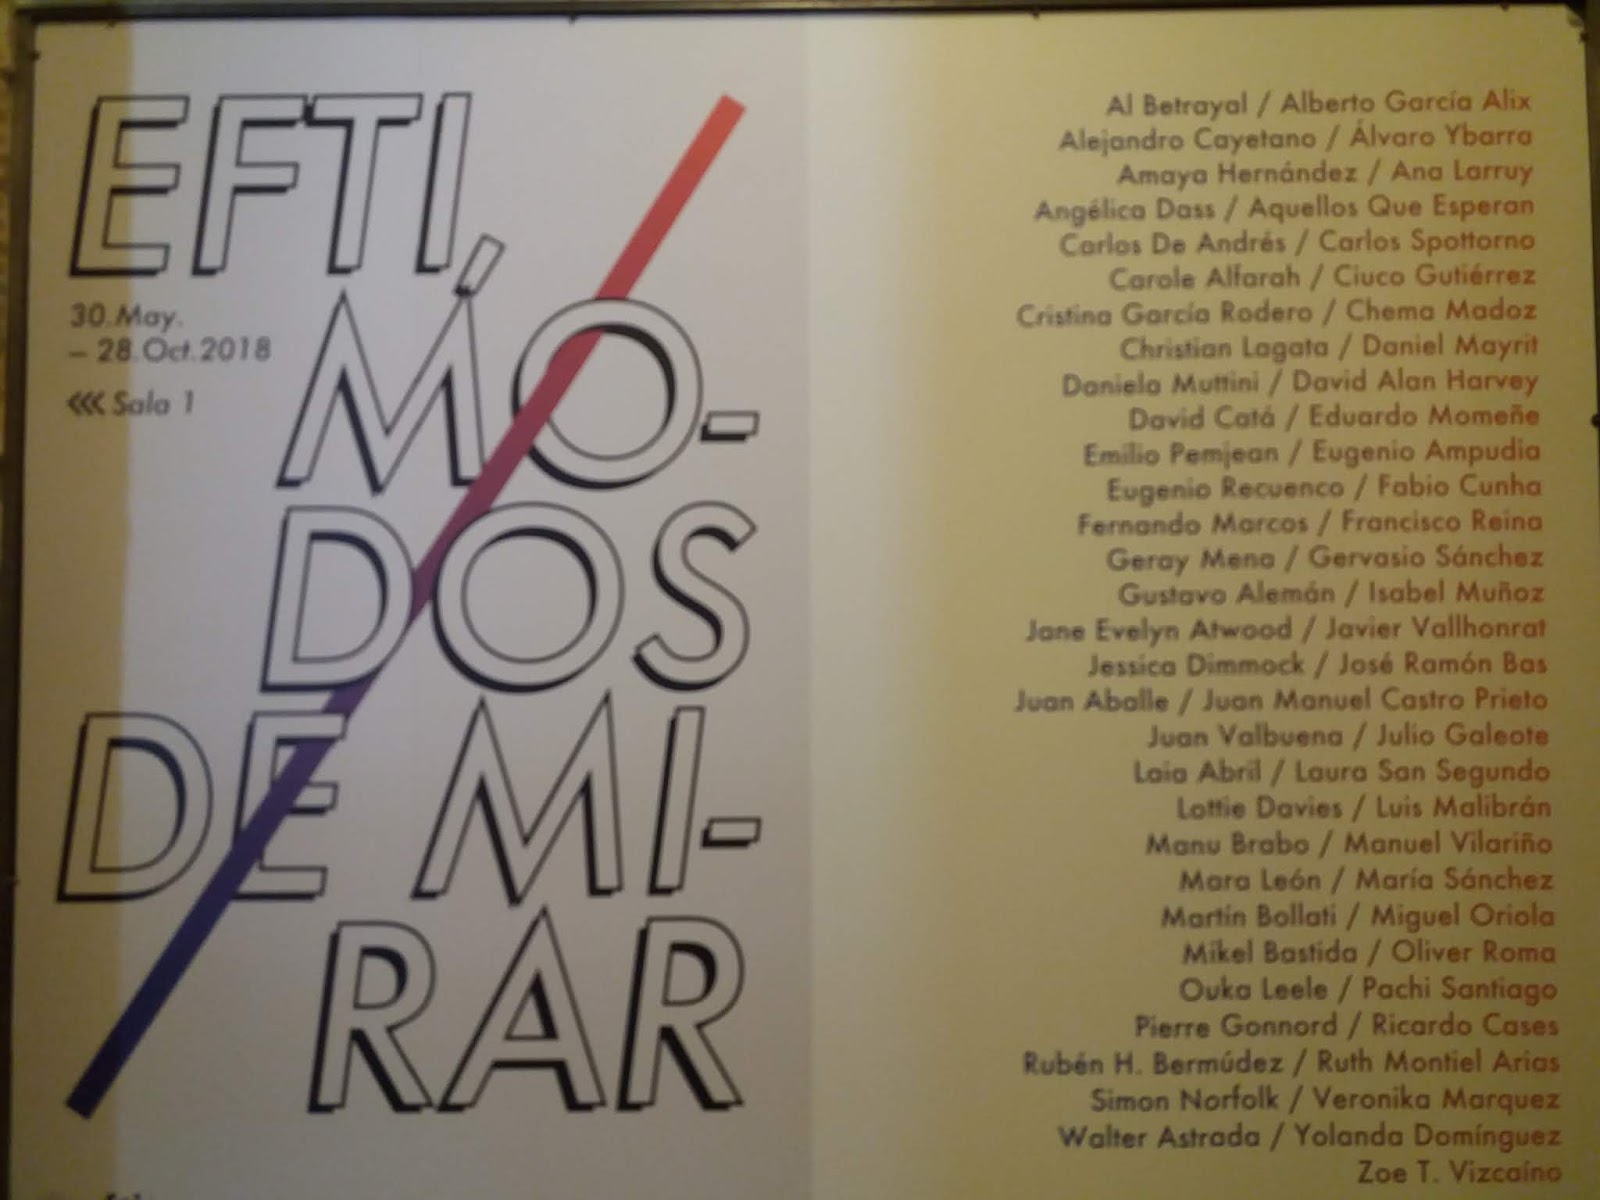 EFTI,
MO-
DOS
DE MI-
RAR
30.May.
– 28.Oct.2018
<<< Sala 1
Al Betrayal / Alberto García Alix
Alejandro Cayetano / Álvaro Ybarra
Amaya Hernández / Ana Larruy
Angélica Dass / Aquellos Que Esperan
Carlos De Andrés / Carlos Spottorno
Carole Alfarah / Ciuco Gutiérrez
Cristina García Rodero / Chema Madoz
Christian Lagata / Daniel Mayrit
Daniela Muttini / David Alan Harvey
David Catá / Eduardo Momeñe
Emilio Pemjean / Eugenio Ampudia
Eugenio Recuenco / Fabio Cunha
Fernando Marcos / Francisco Reina
Geray Mena / Gervasio Sánchez
Gustavo Alemán / Isabel Muñoz
Jane Evelyn Atwood / Javier Vallhonrat
Jessica Dimmock / José Ramón Bas
Juan Aballe / Juan Manuel Castro Prieto
Juan Valbuena / Julio Galeote
Laia Abril / Laura San Segundo
Lottie Davies / Luis Malibrán
Manu Brabo / Manuel Vilariño
Mara León / María Sánchez
Martín Bollati / Miguel Oriola
Mikel Bastida / Oliver Roma
Ouka Leele / Pachi Santiago
Pierre Gonnord / Ricardo Cases
Rubén H. Bermúdez / Ruth Montiel Arias
Simon Norfolk / Veronika Marquez
Walter Astrada / Yolanda Domínguez
Zoe T. Vizcaíno